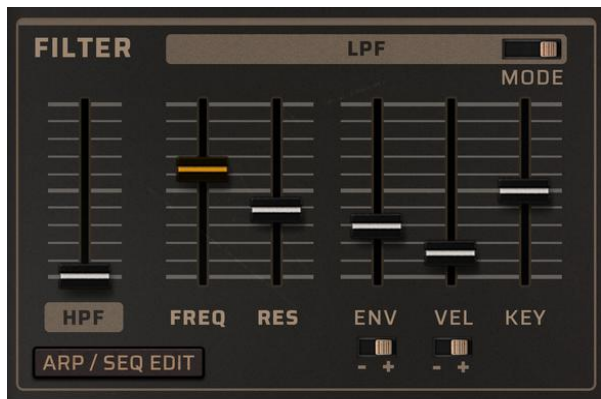 FILTER
LPF
MODE
HPF
FREQ
RES
ENV
VEL
KEY
- +
- +
ARP / SEQ EDIT